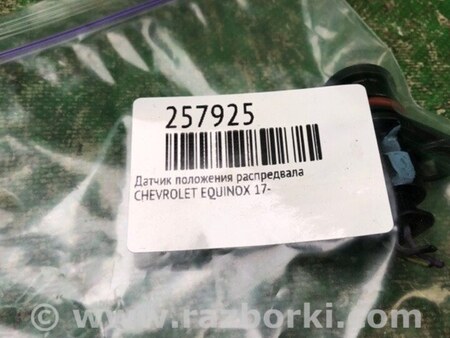 257925
Датчик положения распредвала
CHEVROLET EQUINOX 17-
© www.razborki.com